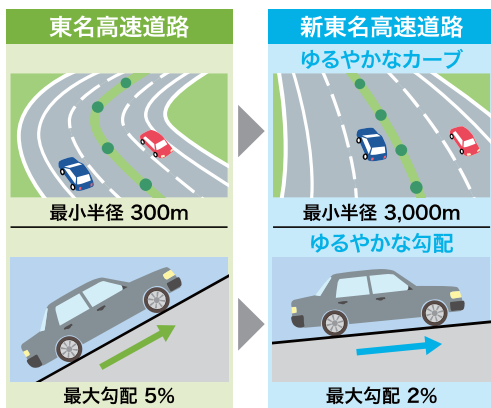 東名高速道路
最小半径 300m
最大勾配 5%
新東名高速道路
ゆるやかなカーブ
最小半径 3,000m
ゆるやかな勾配
最大勾配 2%